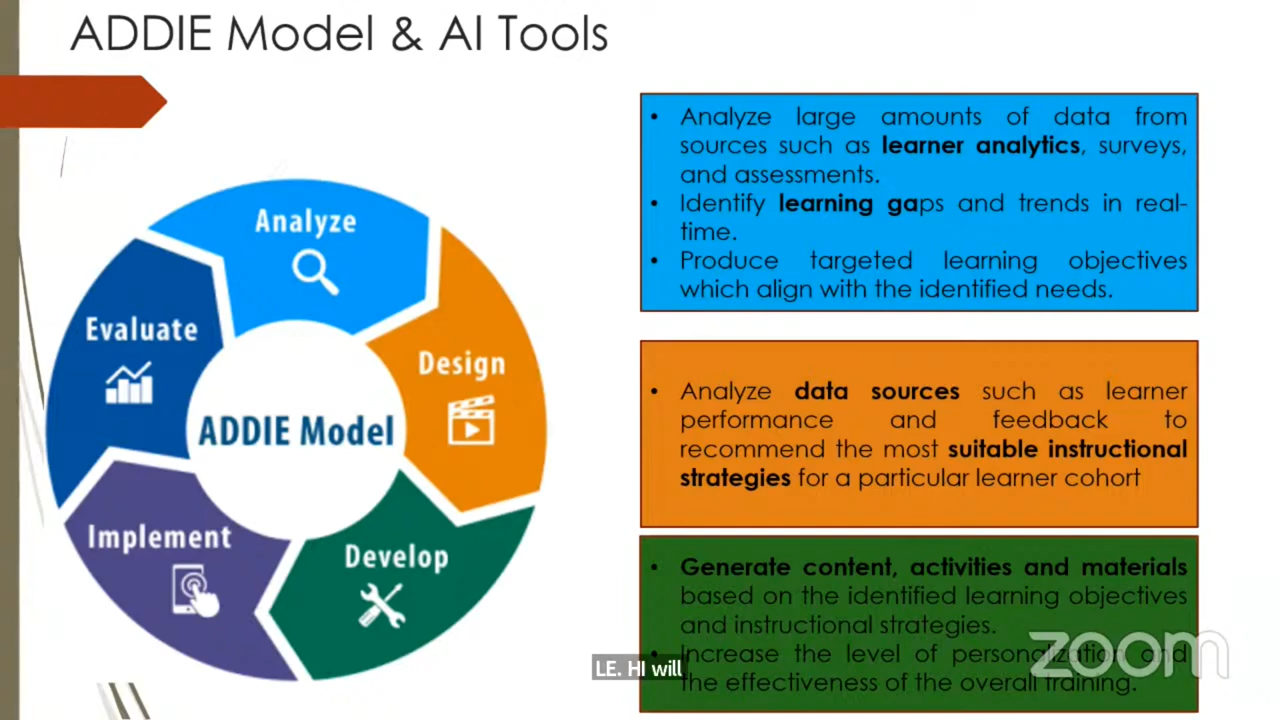 ADDIE Model & AI Tools
Analyze
Design
Develop
Implement
Evaluate
ADDIE Model
• Analyze large amounts of data from
sources such as learner analytics, surveys,
and assessments.
• Identify learning gaps and trends in real-
time.
• Produce targeted learning objectives
which align with the identified needs.
• Analyze data sources such as learner
performance and feedback to
recommend the most suitable instructional
strategies for a particular learner cohort
• Generate content, activities and materials
based on the identified learning objectives
and instructional strategies.
• Increase the level of personalization and
the effectiveness of the overall training.
LE. HI will
zoom